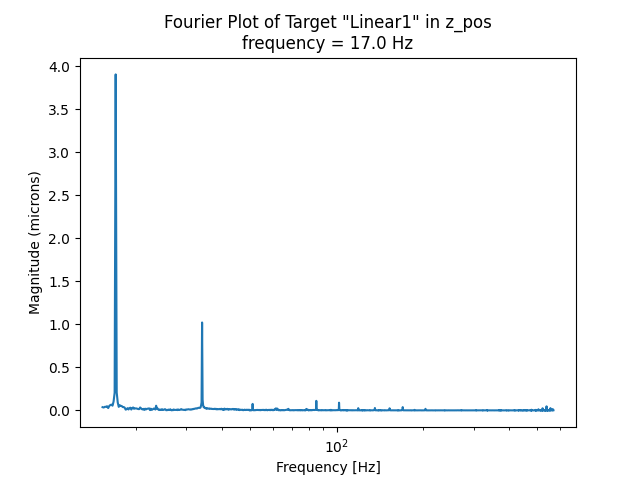 Fourier Plot of Target "Linear1" in z_pos
frequency = 17.0 Hz
4.0
3.5
3.0
2.5
2.0
1.5
1.0
0.5
0.0
Magnitude (microns)
10²
Frequency [Hz]